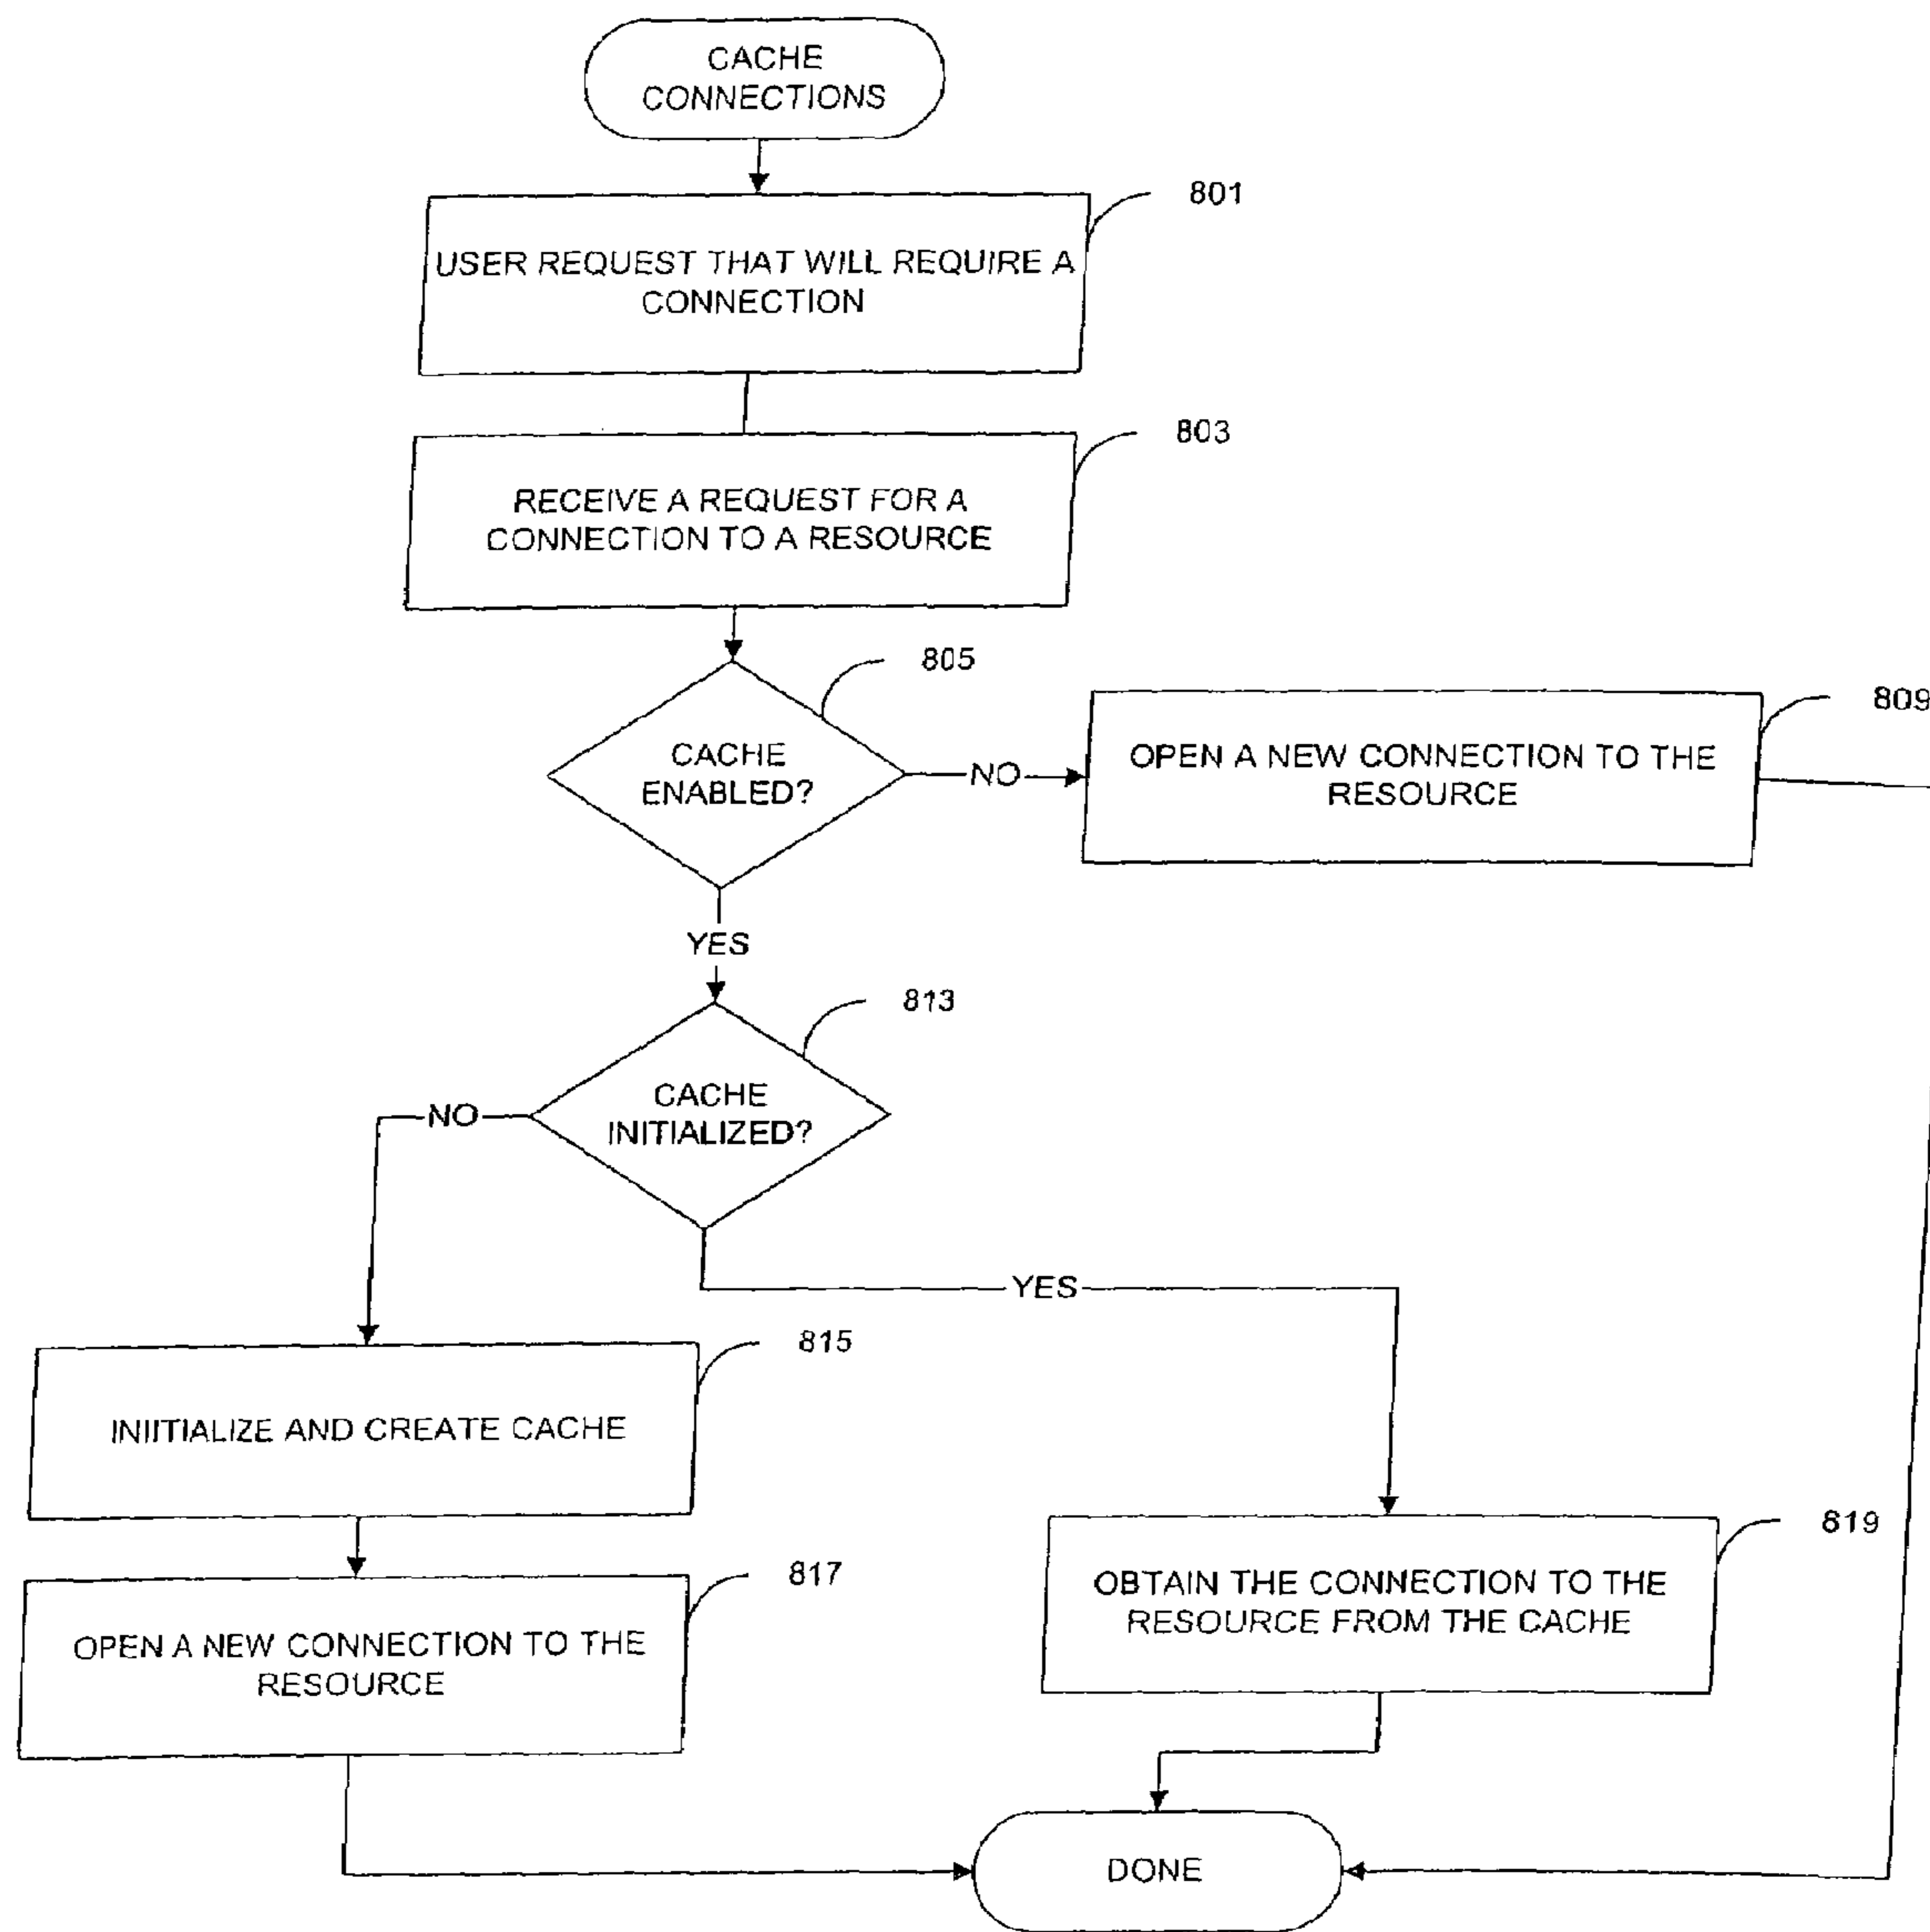 CACHE
CONNECTIONS
801
USER REQUEST THAT WILL REQUIRE A
CONNECTION
803
RECEIVE A REQUEST FOR A
CONNECTION TO A RESOURCE
805
CACHE
ENABLED?
NO
809
OPEN A NEW CONNECTION TO THE
RESOURCE
YES
813
CACHE
INITIALIZED?
NO
YES
815
INIITIALIZE AND CREATE CACHE
817
OPEN A NEW CONNECTION TO THE
RESOURCE
819
OBTAIN THE CONNECTION TO THE
RESOURCE FROM THE CACHE
DONE